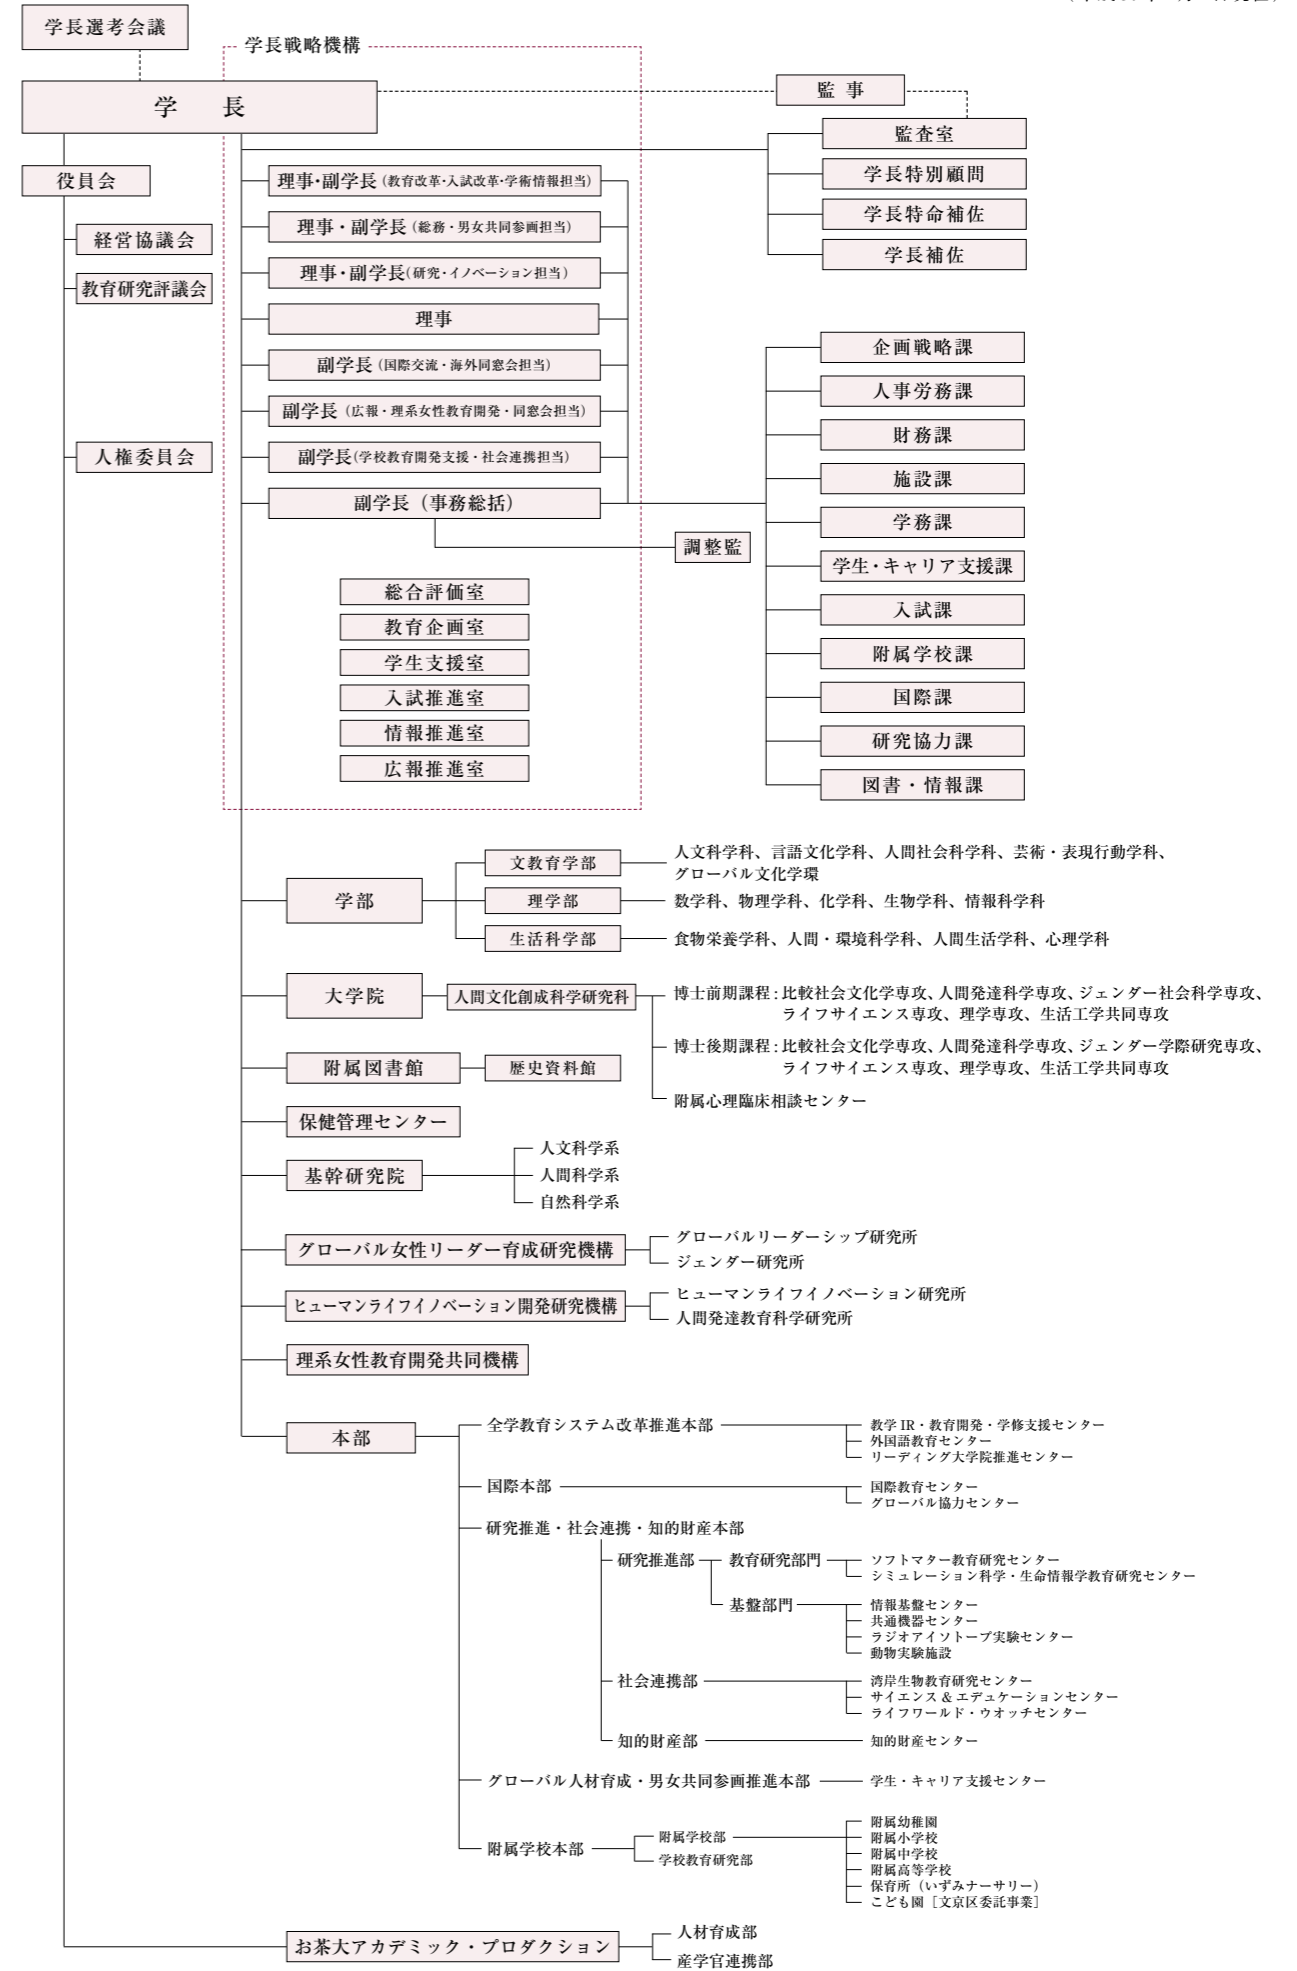 学長選考会議
学長戦略機構
学 長
監 事
監査室
学長特別顧問
学長特命補佐
学長補佐
役員会
経営協議会
教育研究評議会
人権委員会
理事・副学長（教育改革・入試改革・学術情報担当）
理事・副学長（総務・男女共同参画担当）
理事・副学長（研究・イノベーション担当）
理事
副学長（国際交流・海外同窓会担当）
副学長（広報・理系女性教育開発・同窓会担当）
副学長（学校教育開発支援・社会連携担当）
副学長（事務総括）
調整監
企画戦略課
人事労務課
財務課
施設課
学務課
学生・キャリア支援課
入試課
附属学校課
国際課
研究協力課
図書・情報課
総合評価室
教育企画室
学生支援室
入試推進室
情報推進室
広報推進室
学部
文教育学部
人文科学科、言語文化学科、人間社会科学科、芸術・表現行動学科、
グローバル文化学環
理学部
数学科、物理学科、化学科、生物学科、情報科学科
生活科学部
食物栄養学科、人間・環境科学科、人間生活学科、心理学科
大学院
人間文化創成科学研究科
博士前期課程：比較社会文化学専攻、人間発達科学専攻、ジェンダー社会科学専攻、
ライフサイエンス専攻、理学専攻、生活工学共同専攻
博士後期課程：比較社会文化学専攻、人間発達科学専攻、ジェンダー学際研究専攻、
ライフサイエンス専攻、理学専攻、生活工学共同専攻
附属心理臨床相談センター
附属図書館
歴史資料館
保健管理センター
基幹研究院
人文科学系
人間科学系
自然科学系
グローバル女性リーダー育成研究機構
グローバルリーダーシップ研究所
ジェンダー研究所
ヒューマンライフイノベーション開発研究機構
ヒューマンライフイノベーション研究所
人間発達教育科学研究所
理系女性教育開発共同機構
本部
全学教育システム改革推進本部
教学 IR・教育開発・学修支援センター
外国語教育センター
リーディング大学院推進センター
国際本部
国際教育センター
グローバル協力センター
研究推進・社会連携・知的財産本部
研究推進部
教育研究部門
ソフトマター教育研究センター
シミュレーション科学・生命情報学教育研究センター
基盤部門
情報基盤センター
共通機器センター
ラジオアイソトープ実験センター
動物実験施設
社会連携部
湾岸生物教育研究センター
サイエンス & エデュケーションセンター
ライフワールド・ウオッチセンター
知的財産部
知的財産センター
グローバル人材育成・男女共同参画推進本部
学生・キャリア支援センター
附属学校本部
附属学校部
学校教育研究部
附属幼稚園
附属小学校
附属中学校
附属高等学校
保育所（いずみナーサリー）
こども園［文京区委託事業］
お茶大アカデミック・プロダクション
人材育成部
産学官連携部